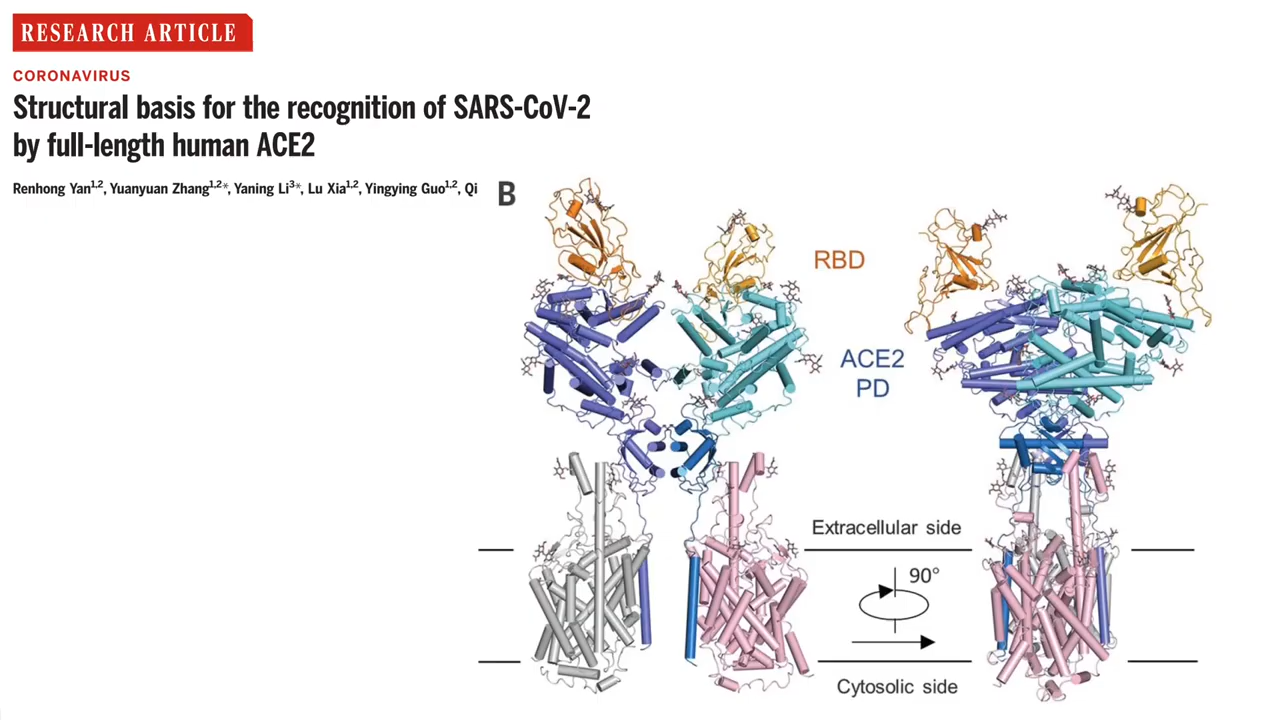 RESEARCH ARTICLE
CORONAVIRUS
Structural basis for the recognition of SARS-CoV-2
by full-length human ACE2
Renhong Yan1,2, Yuanyuan Zhang1,2*, Yaning Li3*, Lu Xia1,2, Yingying Guo1,2, Qi
B
RBD
ACE2
PD
Extracellular side
90°
Cytosolic side